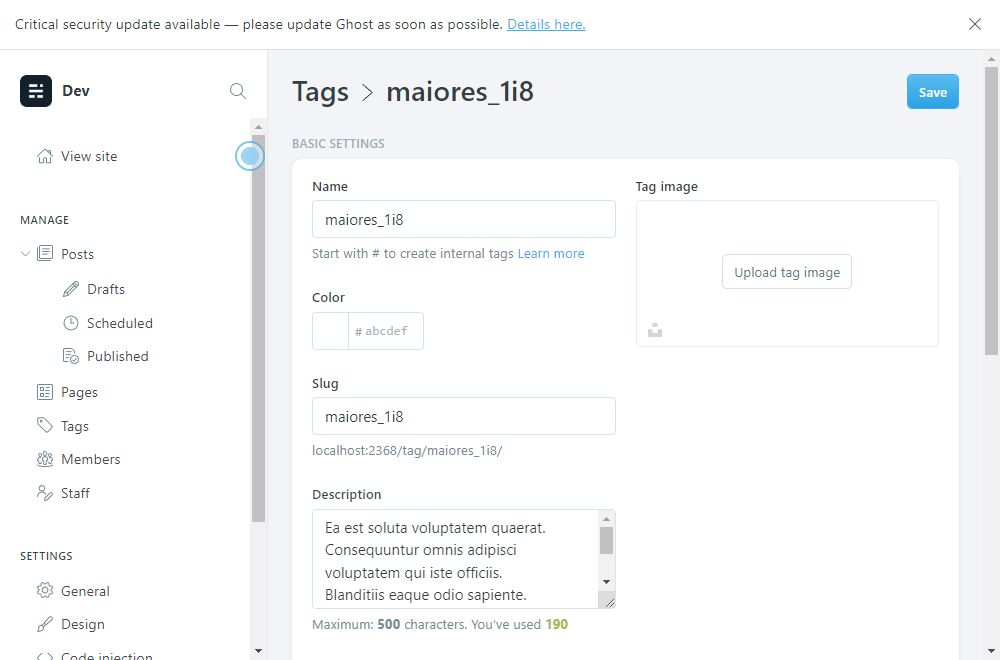 Critical security update available — please update Ghost as soon as possible. Details here.
Dev
View site
MANAGE
Posts
Drafts
Scheduled
Published
Pages
Tags
Members
Staff
SETTINGS
General
Design
Code injection
Tags > maiores_1i8
Save
BASIC SETTINGS
Name
maiores_1i8
Start with # to create internal tags Learn more
Color
# abcdef
Slug
maiores_1i8
localhost:2368/tag/maiores_1i8/
Description
Ea est soluta voluptatem quaerat.
Consequuntur omnis adipisci
voluptatem qui iste officiis.
Blanditiis eaque odio sapiente.
Maximum: 500 characters. You've used 190
Tag image
Upload tag image